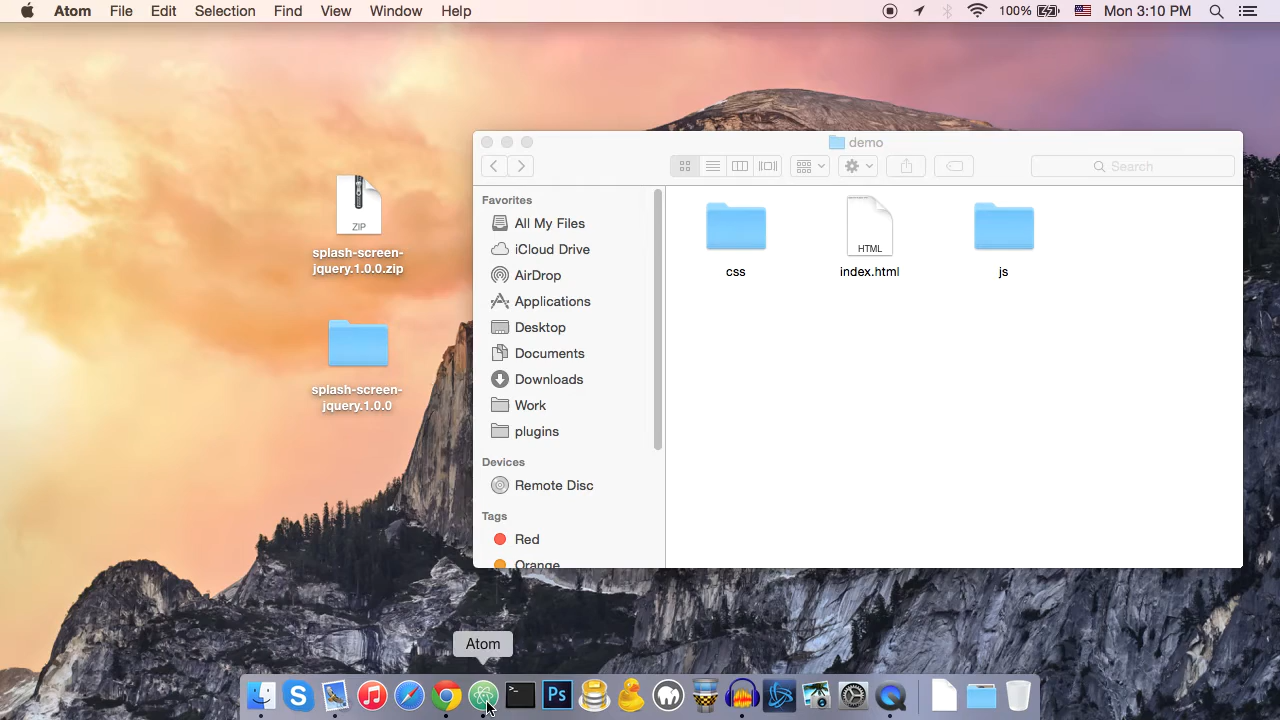 Atom File Edit Selection Find View Window Help 100% Mon 3:10 PM
demo
Search
ZIP
splash-screen-
jquery.1.0.0.zip
splash-screen-
jquery.1.0.0
Favorites
All My Files
iCloud Drive
AirDrop
Applications
Desktop
Documents
Downloads
Work
plugins
Devices
Remote Disc
Tags
Red
Orange
HTML
css index.html js
Atom
Ps